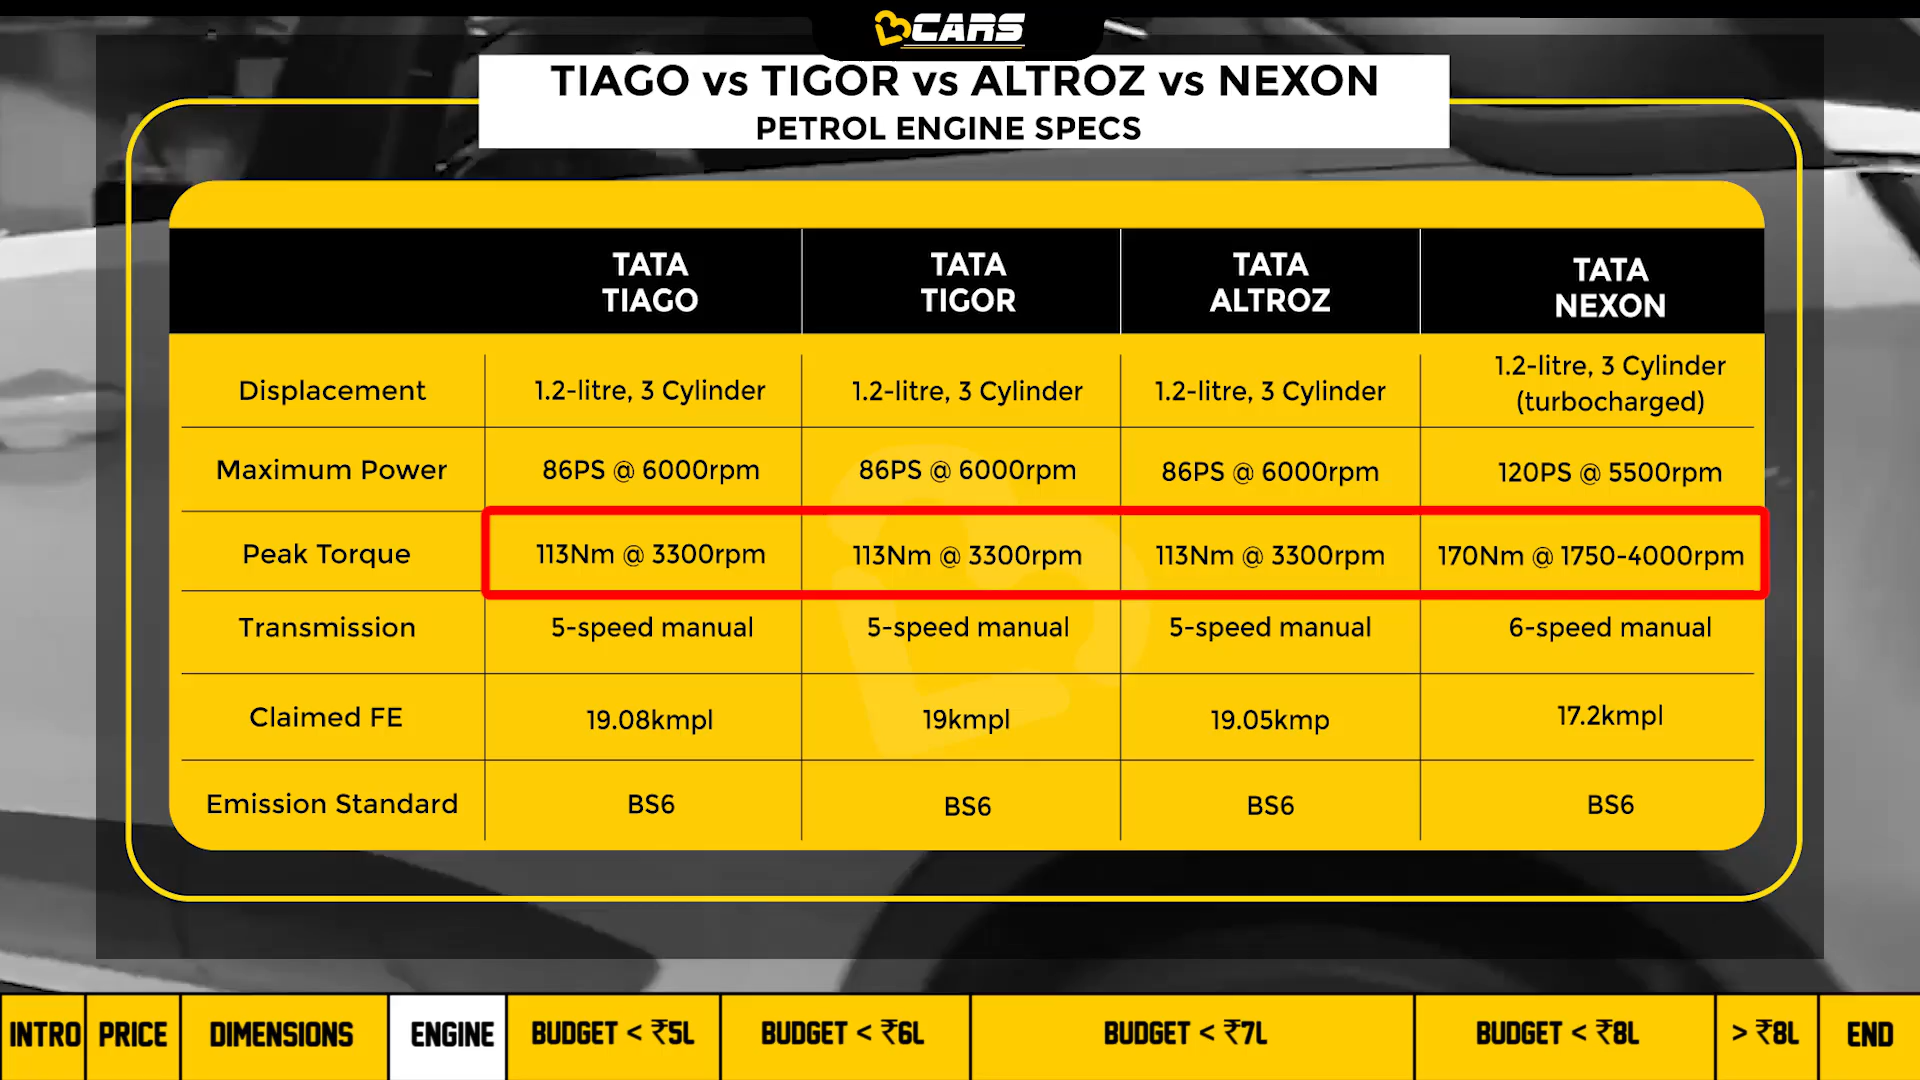 CARS
TIAGO vs TIGOR vs ALTROZ vs NEXON
PETROL ENGINE SPECS
TATA TIAGO TATA TIGOR TATA ALTROZ TATA NEXON
Displacement 1.2-litre, 3 Cylinder 1.2-litre, 3 Cylinder 1.2-litre, 3 Cylinder 1.2-litre, 3 Cylinder (turbocharged)
Maximum Power 86PS @ 6000rpm 86PS @ 6000rpm 86PS @ 6000rpm 120PS @ 5500rpm
Peak Torque 113Nm @ 3300rpm 113Nm @ 3300rpm 113Nm @ 3300rpm 170Nm @ 1750-4000rpm
Transmission 5-speed manual 5-speed manual 5-speed manual 6-speed manual
Claimed FE 19.08kmpl 19kmpl 19.05kmp 17.2kmpl
Emission Standard BS6 BS6 BS6 BS6
INTRO PRICE DIMENSIONS ENGINE BUDGET < ₹5L BUDGET < ₹6L BUDGET < ₹7L BUDGET < ₹8L > ₹8L END